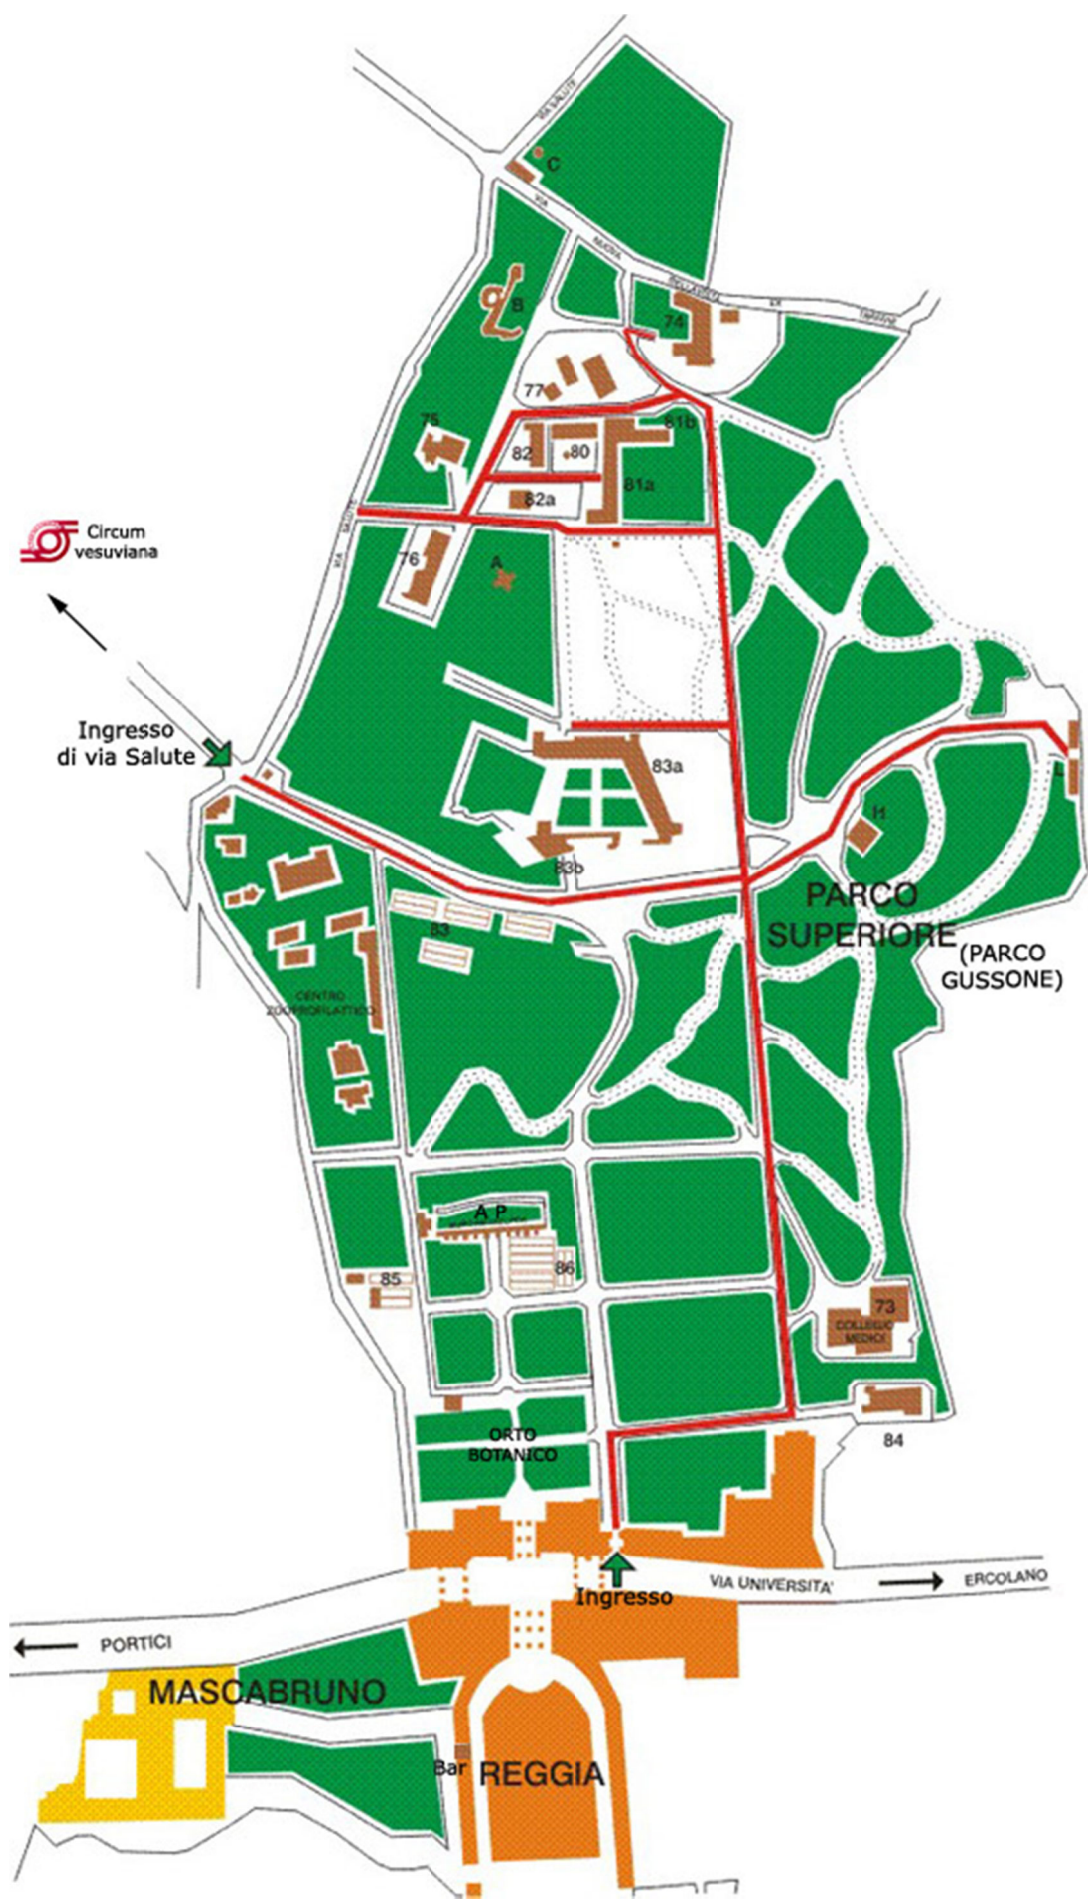 VIA SALUTE
C
VIA
NUOVA
B
74
77
75
81b
82
80
81a
82a
VIA SALUTE
Circum
vesuviana
76
A
Ingresso
di via Salute
83a
H
83b
PARCO
SUPERIORE
(PARCO
GUSSONE)
83
CENTRO
ZOOPROFILATTICO
A P
86
85
73
COLLEGIO
MEDICI
84
ORTO
BOTANICO
VIA UNIVERSITA'
ERCOLANO
Ingresso
PORTICI
MASCABRUNO
Bar
REGGIA